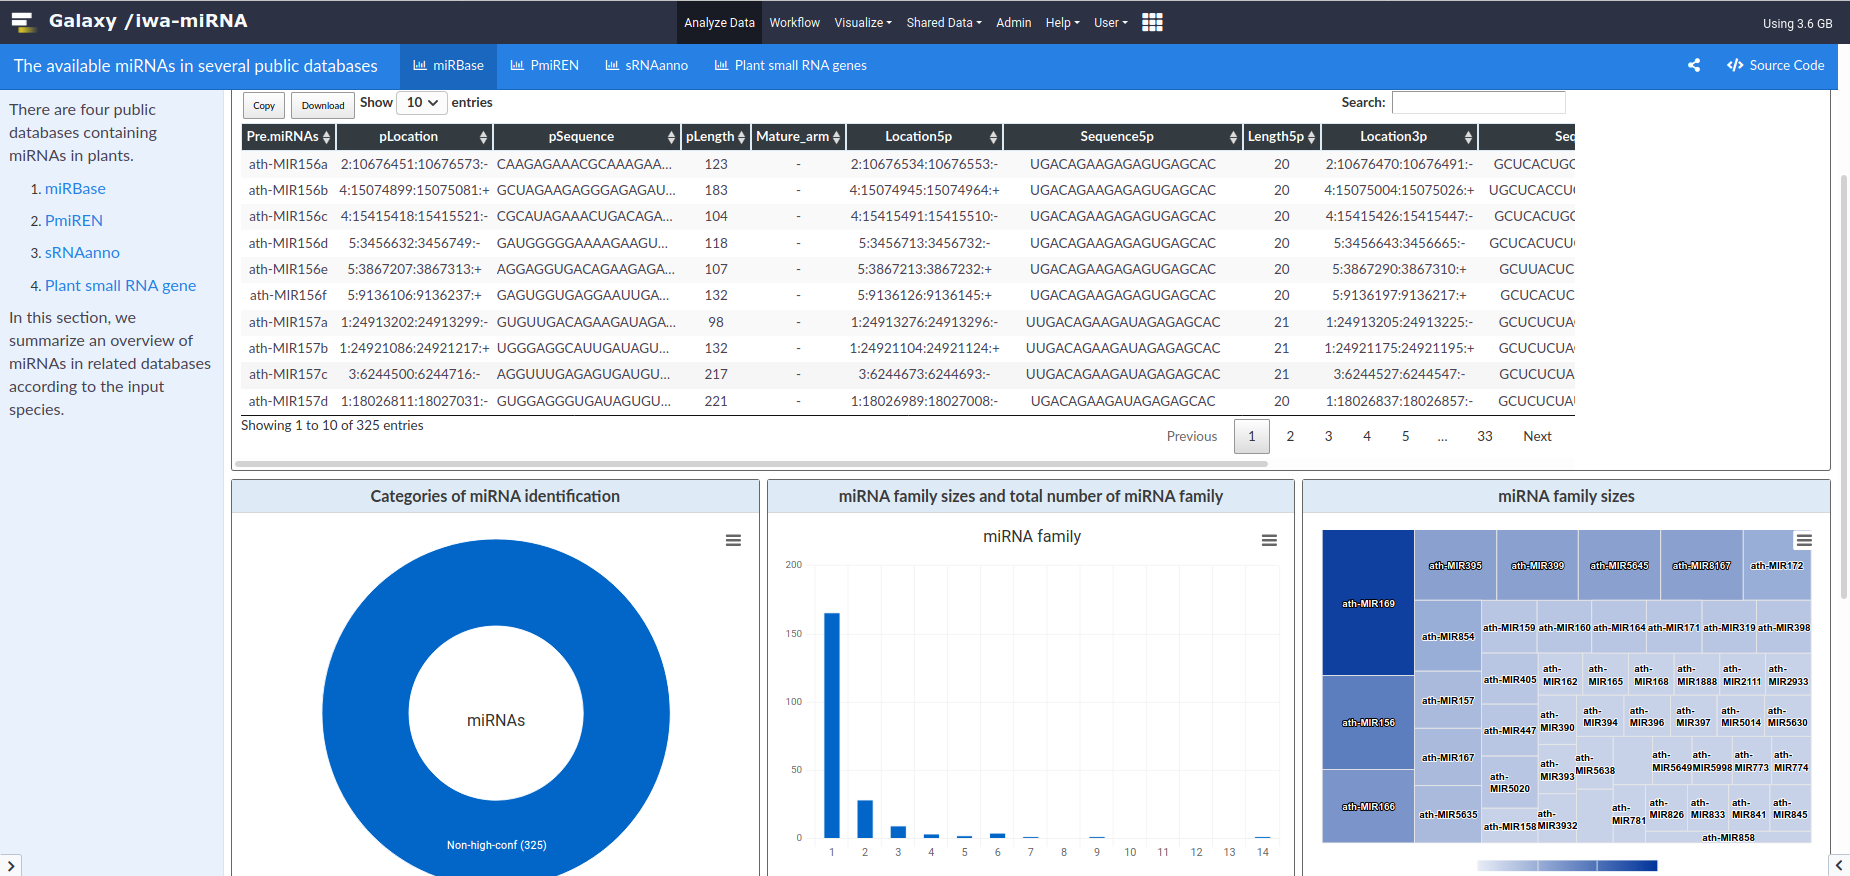 Galaxy /iwa-miRNA
Analyze Data Workflow Visualize Shared Data Admin Help User
Using 3.6 GB
The available miRNAs in several public databases
miRBase PmiREN sRNAanno Plant small RNA genes
Source Code
There are four public
databases containing
miRNAs in plants.
1. miRBase
2. PmiREN
3. sRNAanno
4. Plant small RNA gene
In this section, we
summarize an overview of
miRNAs in related databases
according to the input
species.
Copy Download Show 10 entries
Search:
Pre.miRNAs pLocation pSequence pLength Mature_arm Location5p Sequence5p Length5p Location3p Seq
ath-MIR156a 2:10676451:10676573:- CAAGAGAAACGCAAAGAA... 123 - 2:10676534:10676553:- UGACAGAAGAGAGUGAGCAC 20 2:10676470:10676491:- GCUCACUGC
ath-MIR156b 4:15074899:15075081:+ GCUAGAAGAGGGAGAGAU... 183 - 4:15074945:15074964:+ UGACAGAAGAGAGUGAGCAC 20 4:15075004:15075026:+ UGCUCACCU
ath-MIR156c 4:15415418:15415521:- CGCAUAGAAACUGACAGA... 104 - 4:15415491:15415510:- UGACAGAAGAGAGUGAGCAC 20 4:15415426:15415447:- GCUCACUGC
ath-MIR156d 5:3456632:3456749:- GAUGGGGGAAAAGAAGU... 118 - 5:3456713:3456732:- UGACAGAAGAGAGUGAGCAC 20 5:3456643:3456665:- GCUCACUCU
ath-MIR156e 5:3867207:3867313:+ AGGAGGUGACAGAAGAGA... 107 - 5:3867213:3867232:+ UGACAGAAGAGAGUGAGCAC 20 5:3867290:3867310:+ GCUUACUC
ath-MIR156f 5:9136106:9136237:+ GAGUGGUGAGGAAUUGA... 132 - 5:9136126:9136145:+ UGACAGAAGAGAGUGAGCAC 20 5:9136197:9136217:+ GCUCACUC
ath-MIR157a 1:24913202:24913299:- GUGUUGACAGAAGAUAGA... 98 - 1:24913276:24913296:- UUGACAGAAGAUAGAGAGCAC 21 1:24913205:24913225:- GCUCUCUA
ath-MIR157b 1:24921086:24921217:+ UGGGAGGCAUUGAUAGU... 132 - 1:24921104:24921124:+ UUGACAGAAGAUAGAGAGCAC 21 1:24921175:24921195:+ GCUCUCUA
ath-MIR157c 3:6244500:6244716:- AGGUUUGAGAGUGAUGU... 217 - 3:6244673:6244693:- UUGACAGAAGAUAGAGAGCAC 21 3:6244527:6244547:- GCUCUCUA
ath-MIR157d 1:18026811:18027031:- GUGGAGGGUGAUAGUGU... 221 - 1:18026989:18027008:- UGACAGAAGAUAGAGAGCAC 20 1:18026837:18026857:- GCUCUCUA
Showing 1 to 10 of 325 entries
Previous 1 2 3 4 5 ... 33 Next
Categories of miRNA identification
miRNAs
Non-high-conf (325)
miRNA family sizes and total number of miRNA family
miRNA family
200
150
100
50
0
1 2 3 4 5 6 7 8 9 10 11 12 13 14
miRNA family sizes
ath-MIR169
ath-MIR156
ath-MIR166
ath-MIR395 ath-MIR399 ath-MIR5645 ath-MIR8167 ath-MIR172
ath-MIR854
ath-MIR157
ath-MIR167
ath-MIR5635
ath-MIR159 ath-MIR160 ath-MIR164 ath-MIR171 ath-MIR319 ath-MIR398
ath-MIR405
ath-MIR447
ath-MIR5020
ath-MIR158
ath-MIR162 ath-MIR165 ath-MIR168 ath-MIR1888 ath-MIR2111 ath-MIR2933
ath-MIR390
ath-MIR393
ath-MIR3932
ath-MIR394 ath-MIR396 ath-MIR397 ath-MIR5014 ath-MIR5630
ath-MIR5638
ath-MIR5649 ath-MIR5998 ath-MIR773 ath-MIR774
ath-MIR781
ath-MIR826 ath-MIR833 ath-MIR841 ath-MIR845
ath-MIR858